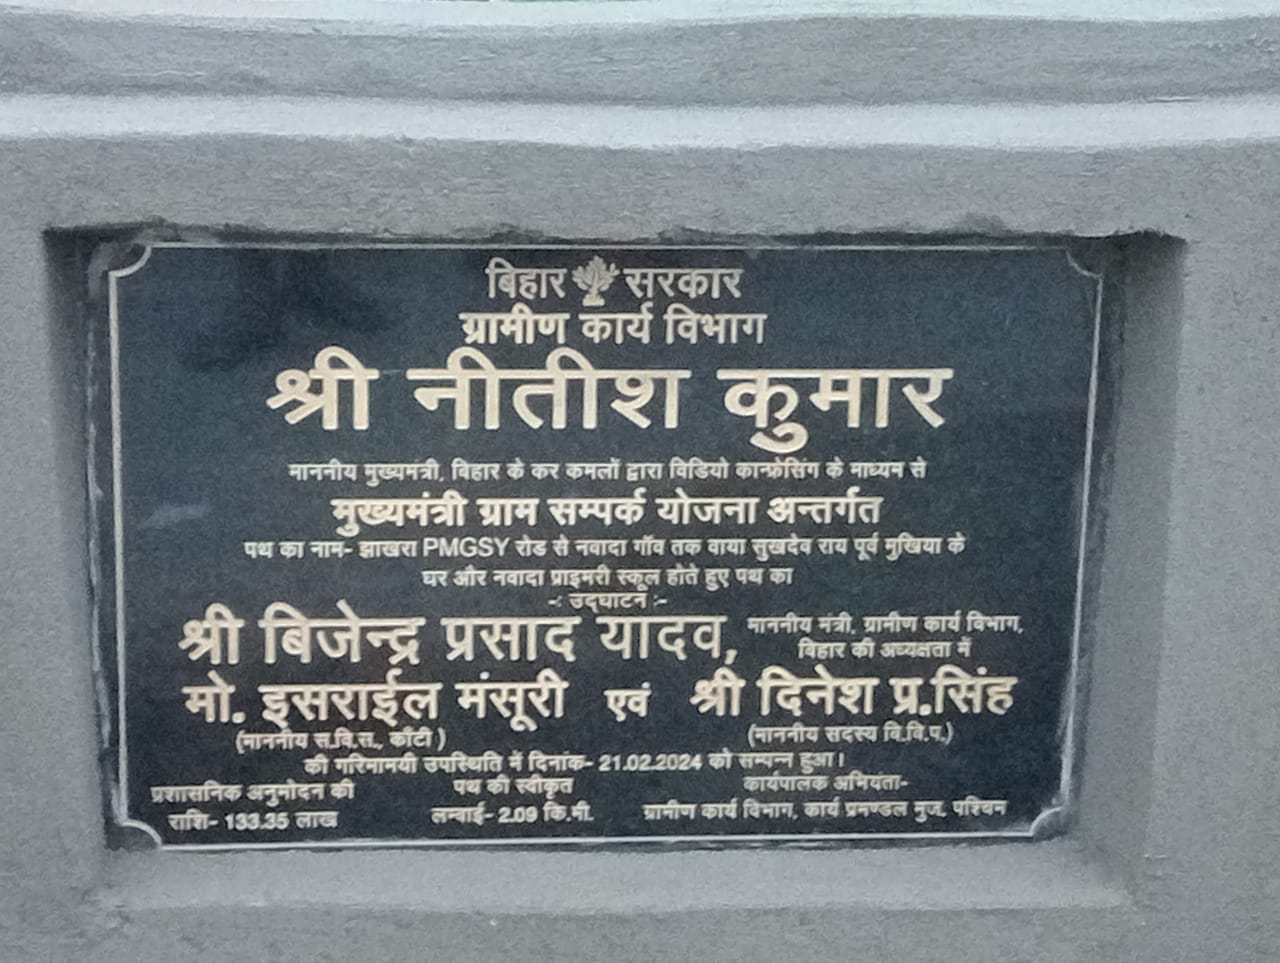 बिहार सरकार
ग्रामीण कार्य विभाग
श्री नीतीश कुमार
माननीय मुख्यमंत्री, बिहार के कर कमलों द्वारा विडियो कान्फ्रेसिंग के माध्यम से
मुख्यमंत्री ग्राम सम्पर्क योजना अन्तर्गत
पथ का नाम- झाखरा PMGSY रोड से नवादा गॉव तक वाया सुखदेव राय पूर्व मुखिया के
घर और नवादा प्राइमरी स्कूल होते हुए पथ का
-: उद्घाटन :-
श्री बिजेन्द्र प्रसाद यादव, माननीय मंत्री, ग्रामीण कार्य विभाग,
बिहार की अध्यक्षता में
मो. इसराईल मंसूरी एवं श्री दिनेश प्र.सिंह
(माननीय स.वि.स., काँटी) (माननीय सदस्य वि.वि.प.)
की गरिमामयी उपस्थिति में दिनांक- 21.02.2024 को सम्पन्न हुआ।
प्रशासनिक अनुमोदन की पथ की स्वीकृत कार्यपालक अभियंता-
राशि- 133.35 लाख लम्बाई- 2.09 कि.मी. ग्रामीण कार्य विभाग, कार्य प्रमण्डल मुज. पश्चिम